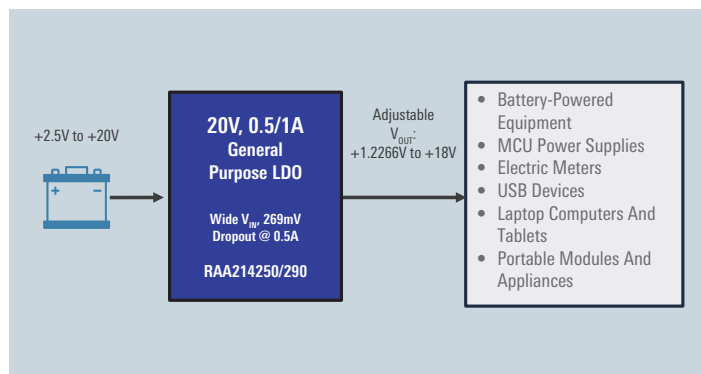 +2.5V to +20V
+ -
20V, 0.5/1A
General
Purpose LDO
Wide VIN, 269mV
Dropout @ 0.5A
RAA214250/290
Adjustable
VOUT:
+1.2266V to +18V
• Battery-Powered
Equipment
• MCU Power Supplies
• Electric Meters
• USB Devices
• Laptop Computers And
Tablets
• Portable Modules And
Appliances